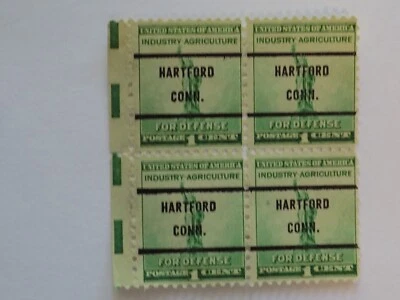 UNITED STATES OF AMERICA
INDUSTRY AGRICULTURE
HARTFORD
CONN.
FOR DEFENSE
POSTAGE 1 CENT
UNITED STATES OF AMERICA
INDUSTRY AGRICULTURE
HARTFORD
CONN.
FOR DEFENSE
POSTAGE 1 CENT
UNITED STATES OF AMERICA
INDUSTRY AGRICULTURE
HARTFORD
CONN.
FOR DEFENSE
POSTAGE 1 CENT
UNITED STATES OF AMERICA
INDUSTRY AGRICULTURE
HARTFORD
CONN.
FOR DEFENSE
POSTAGE 1 CENT